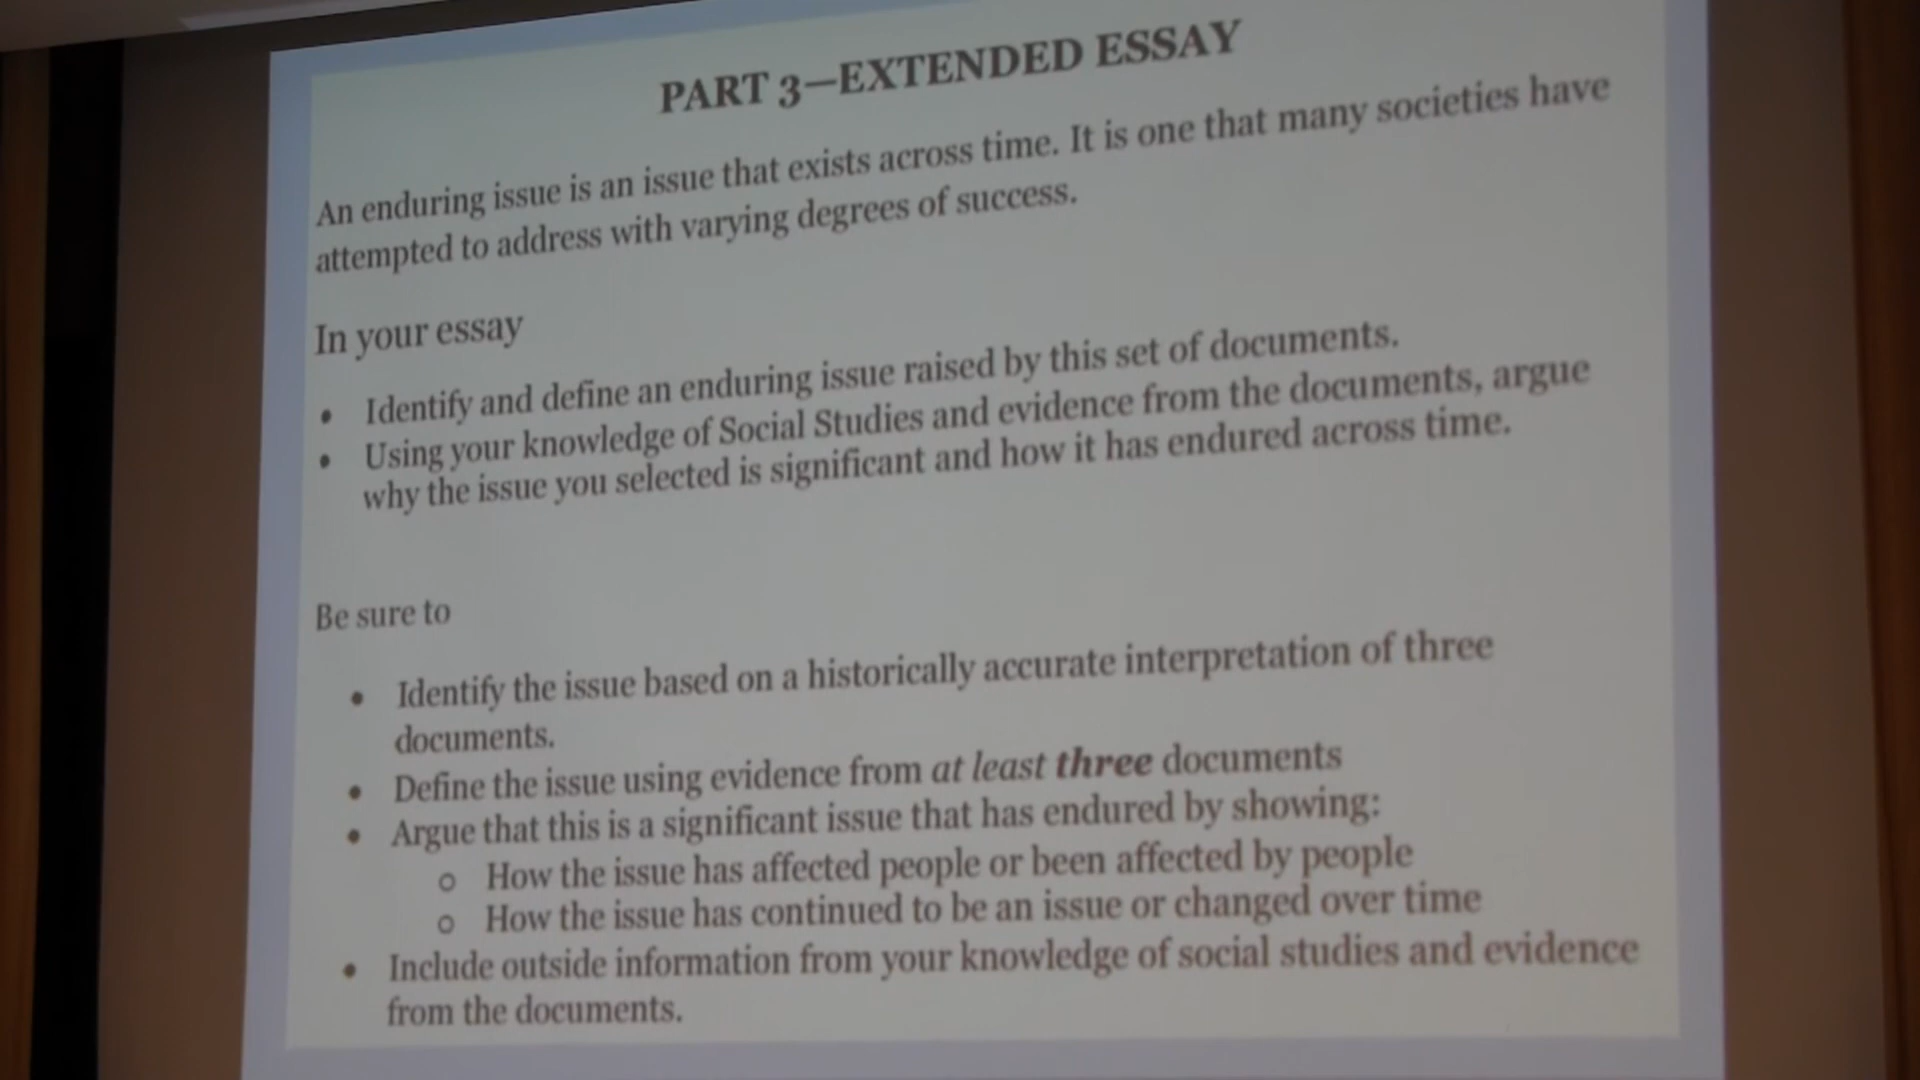 PART 3—EXTENDED ESSAY
An enduring issue is an issue that exists across time. It is one that many societies have
attempted to address with varying degrees of success.
In your essay
• Identify and define an enduring issue raised by this set of documents.
• Using your knowledge of Social Studies and evidence from the documents, argue
why the issue you selected is significant and how it has endured across time.
Be sure to
• Identify the issue based on a historically accurate interpretation of three
documents.
• Define the issue using evidence from at least three documents
• Argue that this is a significant issue that has endured by showing:
o How the issue has affected people or been affected by people
o How the issue has continued to be an issue or changed over time
• Include outside information from your knowledge of social studies and evidence
from the documents.